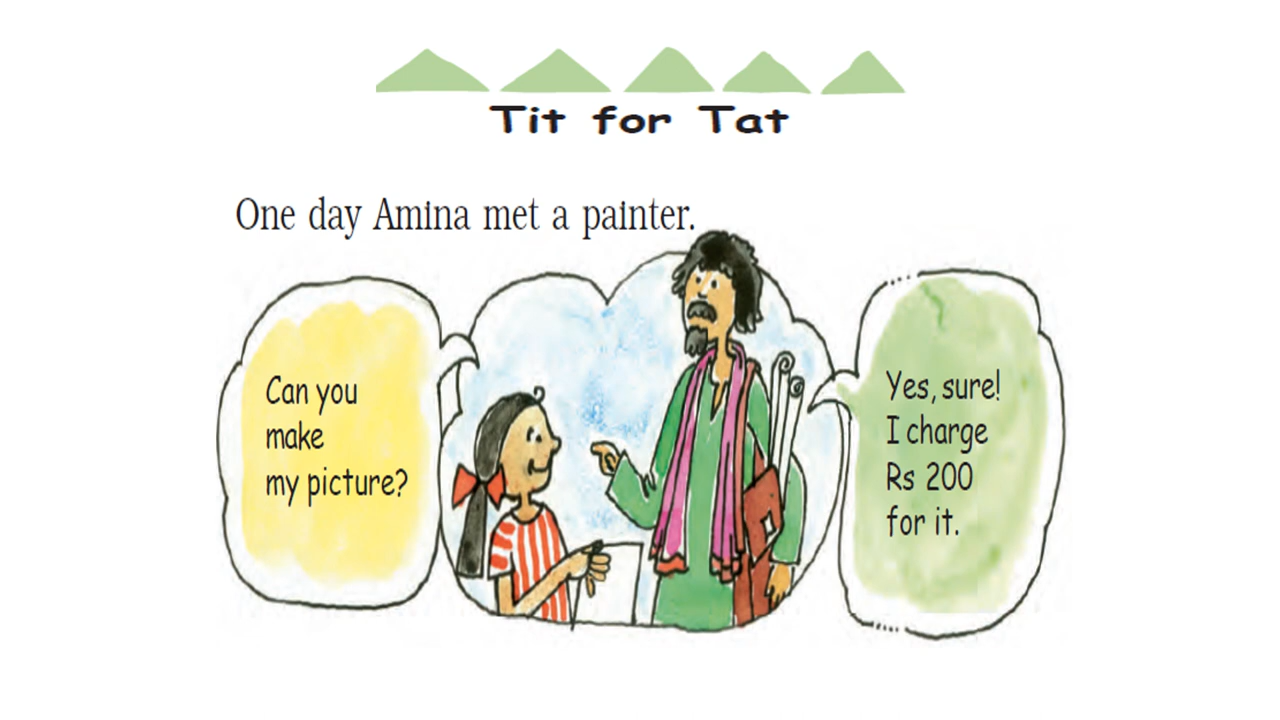 Tit for Tat
One day Amina met a painter.
Can you
make
my picture?
Yes, sure!
I charge
Rs 200
for it.